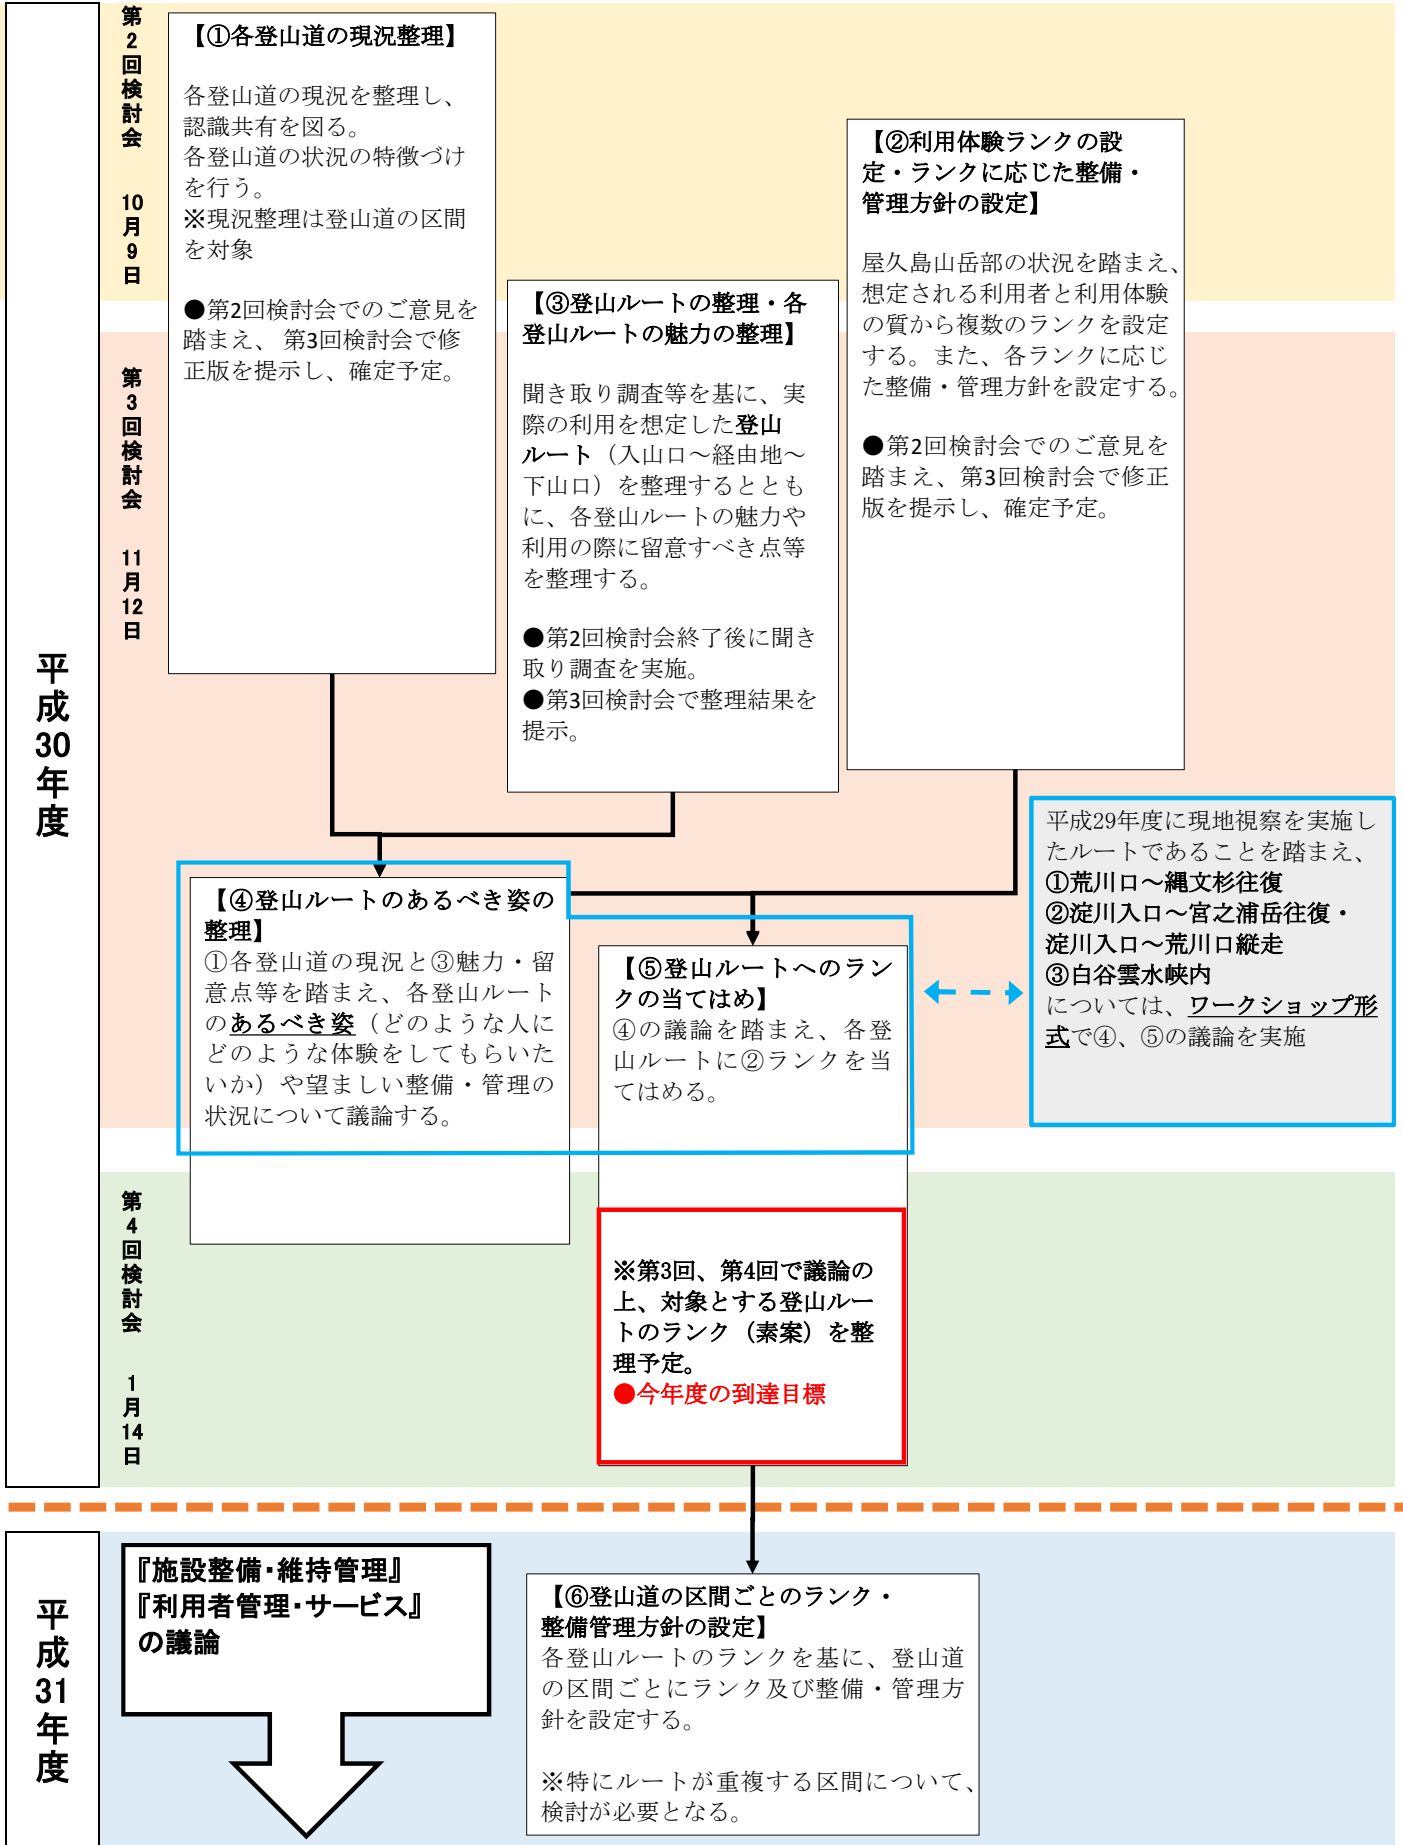 平成30年度
第2回検討会 10月9日
【①各登山道の現況整理】
各登山道の現況を整理し、
認識共有を図る。
各登山道の状況の特徴づけ
を行う。
※現況整理は登山道の区間
を対象
●第2回検討会でのご意見を
踏まえ、 第3回検討会で修
正版を提示し、確定予定。
【②利用体験ランクの設
定・ランクに応じた整備・
管理方針の設定】
屋久島山岳部の状況を踏まえ、
想定される利用者と利用体験
の質から複数のランクを設定
する。また、各ランクに応じ
た整備・管理方針を設定する。
●第2回検討会でのご意見を
踏まえ、第3回検討会で修正
版を提示し、確定予定。
【③登山ルートの整理・各
登山ルートの魅力の整理】
聞き取り調査等を基に、実
際の利用を想定した登山
ルート（入山口～経由地～
下山口）を整理するととも
に、各登山ルートの魅力や
利用の際に留意すべき点等
を整理する。
●第2回検討会終了後に聞き
取り調査を実施。
●第3回検討会で整理結果を
提示。
第3回検討会 11月12日
【④登山ルートのあるべき姿の
整理】
①各登山道の現況と③魅力・留
意点等を踏まえ、各登山ルート
のあるべき姿（どのような人に
どのような体験をしてもらいた
いか）や望ましい整備・管理の
状況について議論する。
【⑤登山ルートへのラン
クの当てはめ】
④の議論を踏まえ、各登
山ルートに②ランクを当
てはめる。
平成29年度に現地視察を実施し
たルートであることを踏まえ、
①荒川口～縄文杉往復
②淀川入口～宮之浦岳往復・
淀川入口～荒川口縦走
③白谷雲水峡内
については、ワークショップ形
式で④、⑤の議論を実施
第4回検討会 1月14日
※第3回、第4回で議論の
上、対象とする登山ルー
トのランク（素案）を整
理予定。
●今年度の到達目標
平成31年度
『施設整備・維持管理』
『利用者管理・サービス』
の議論
【⑥登山道の区間ごとのランク・
整備管理方針の設定】
各登山ルートのランクを基に、登山道
の区間ごとにランク及び整備・管理方
針を設定する。
※特にルートが重複する区間について、
検討が必要となる。